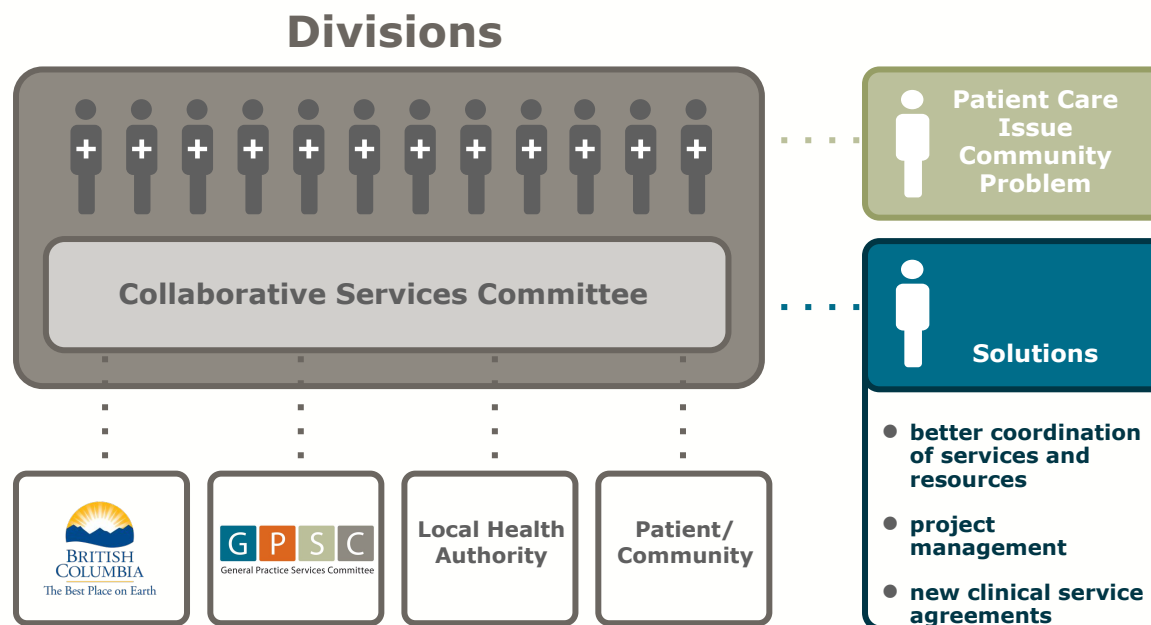 Divisions
+ + + + + + + + + + + +
Collaborative Services Committee
BRITISH
COLUMBIA
The Best Place on Earth
G P S C
General Practice Services Committee
Local Health
Authority
Patient/
Community
Patient Care
Issue
Community
Problem
Solutions
● better coordination
of services and
resources
● project
management
● new clinical service
agreements